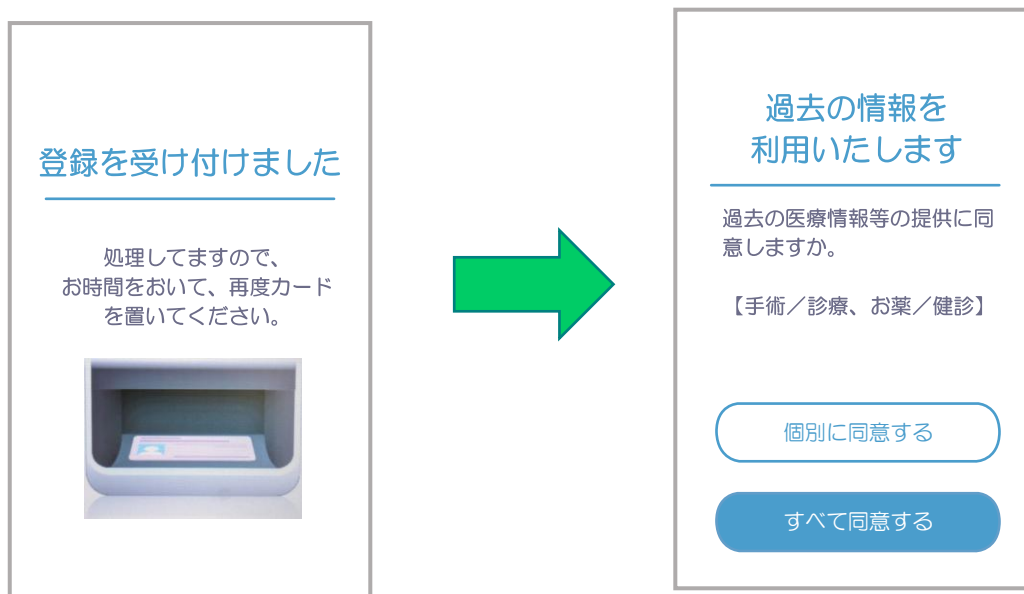 登録を受け付けました
処理してますので、
お時間をおいて、再度カード
を置いてください。
過去の情報を
利用いたします
過去の医療情報等の提供に同
意しますか。
【手術／診療、お薬／健診】
個別に同意する
すべて同意する